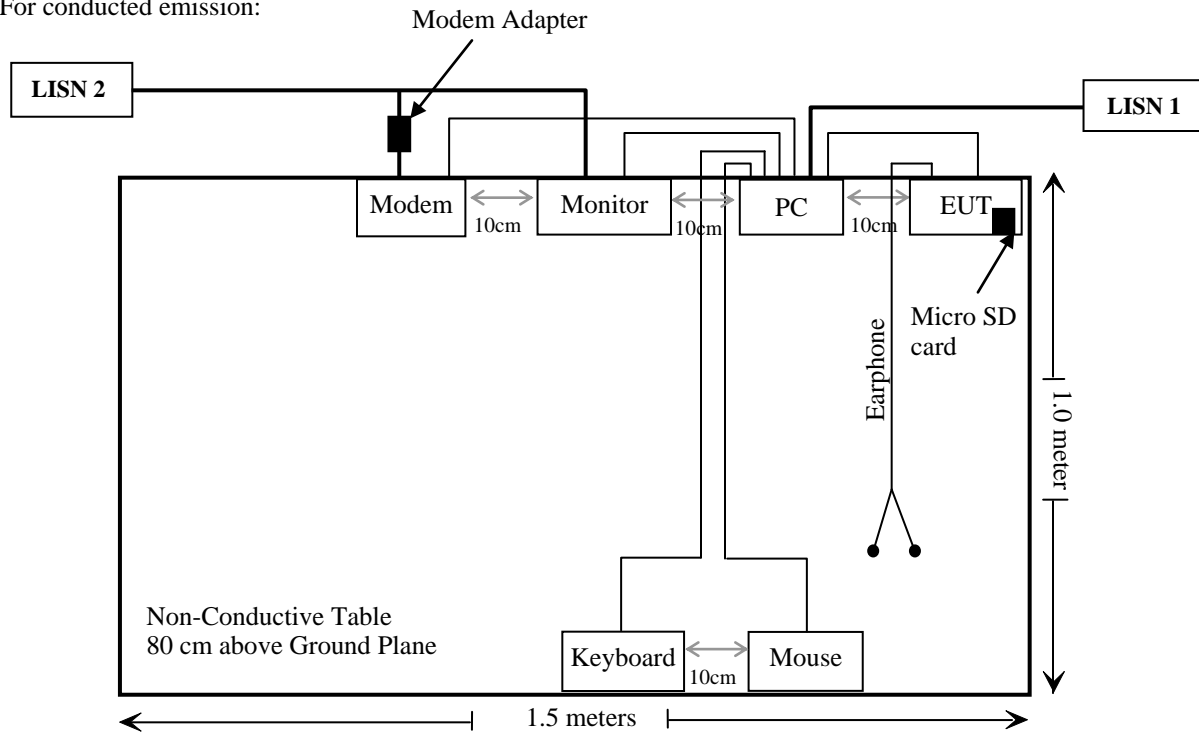 For conducted emission:
Modem Adapter
LISN 2
LISN 1
Modem
Monitor
PC
EUT
10cm
10cm
10cm
Micro SD
card
Earphone
1.0 meter
Non-Conductive Table
80 cm above Ground Plane
Keyboard
Mouse
10cm
1.5 meters